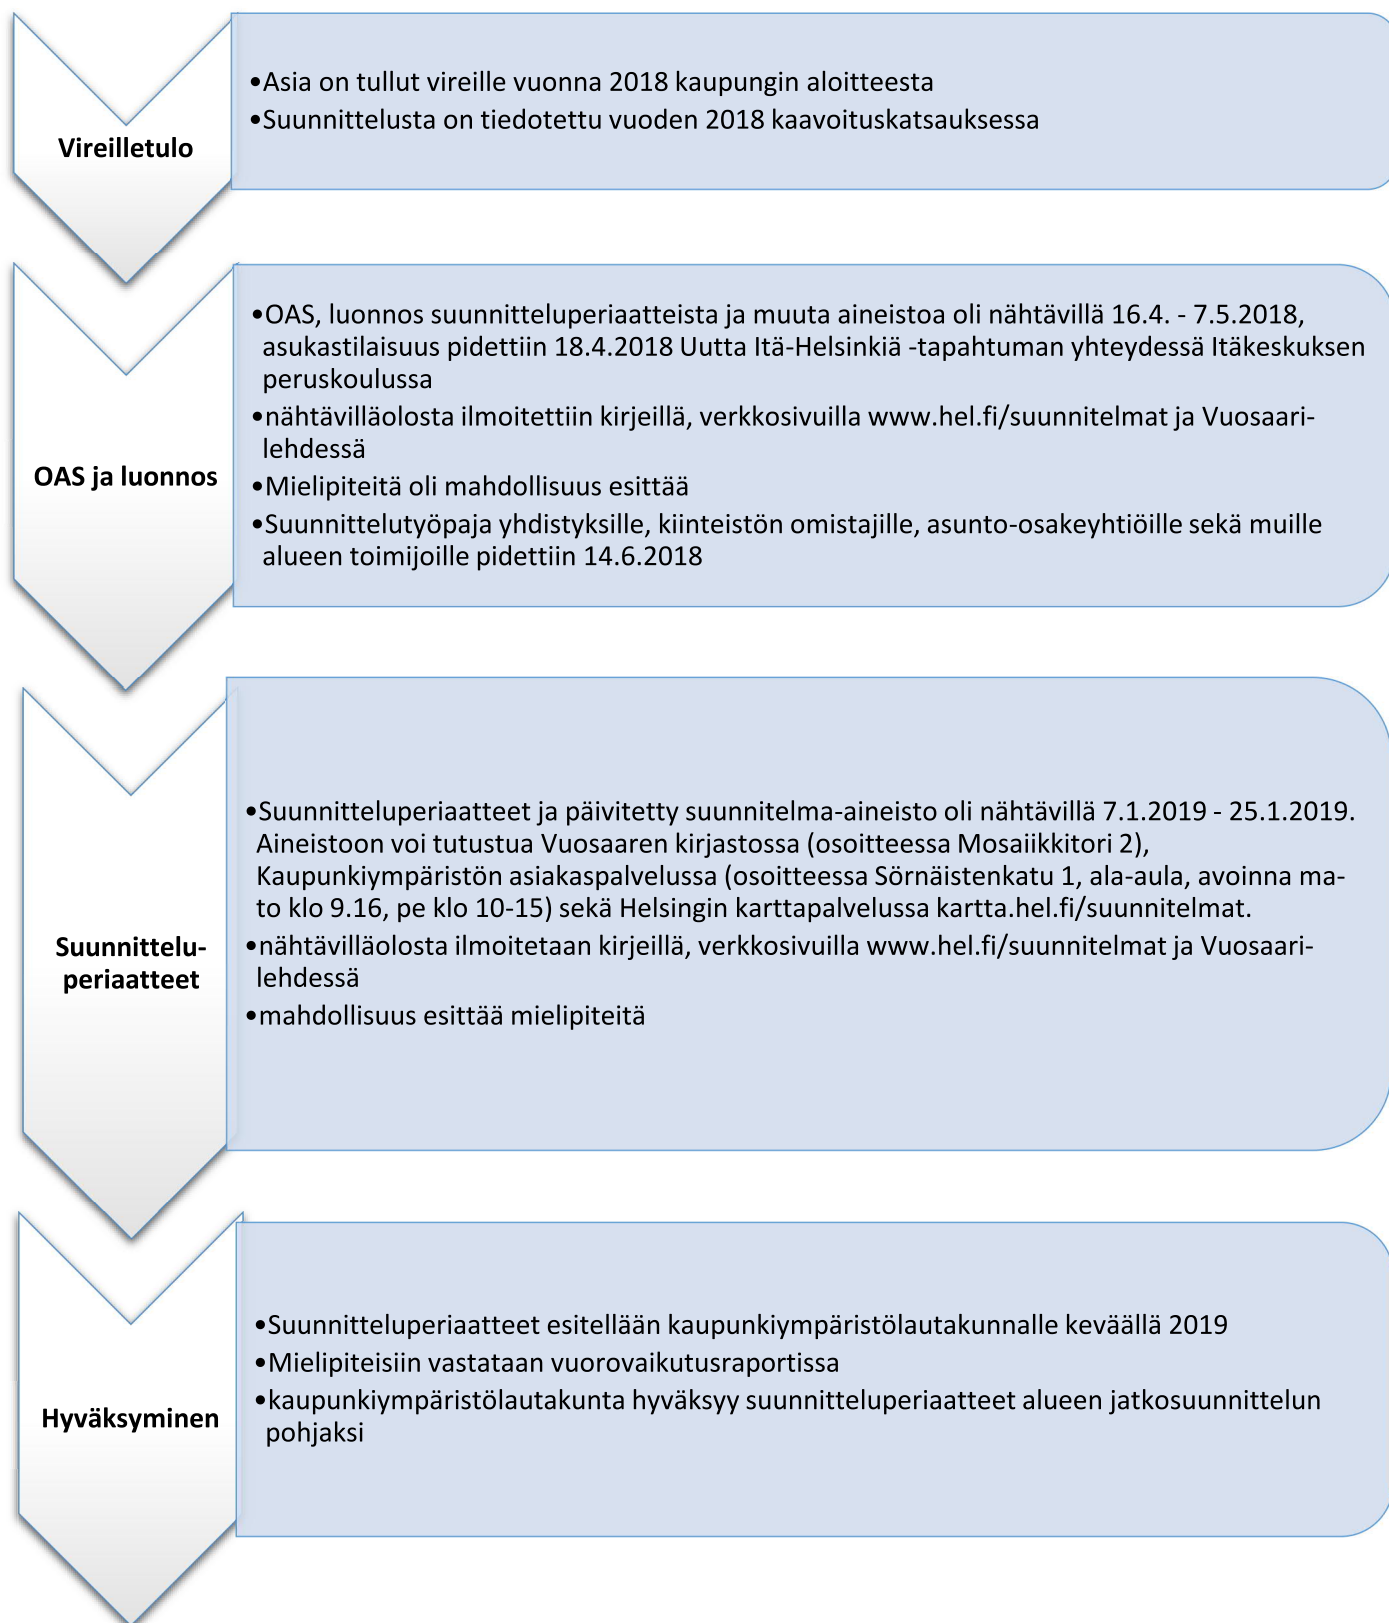 Vireilletulo
•Asia on tullut vireille vuonna 2018 kaupungin aloitteesta
•Suunnittelusta on tiedotettu vuoden 2018 kaavoituskatsauksessa
OAS ja luonnos
•OAS, luonnos suunnitteluperiaatteista ja muuta aineistoa oli nähtävillä 16.4. - 7.5.2018,
asukastilaisuus pidettiin 18.4.2018 Uutta Itä-Helsinkiä -tapahtuman yhteydessä Itäkeskuksen
peruskoulussa
•nähtävilläolosta ilmoitettiin kirjeillä, verkkosivuilla www.hel.fi/suunnitelmat ja Vuosaari-
lehdessä
•Mielipiteitä oli mahdollisuus esittää
•Suunnittelutyöpaja yhdistyksille, kiinteistön omistajille, asunto-osakeyhtiöille sekä muille
alueen toimijoille pidettiin 14.6.2018
Suunnittelu-
periaatteet
•Suunnitteluperiaatteet ja päivitetty suunnitelma-aineisto oli nähtävillä 7.1.2019 - 25.1.2019.
Aineistoon voi tutustua Vuosaaren kirjastossa (osoitteessa Mosaiikkitori 2),
Kaupunkiympäristön asiakaspalvelussa (osoitteessa Sörnäistenkatu 1, ala-aula, avoinna ma-
to klo 9.16, pe klo 10-15) sekä Helsingin karttapalvelussa kartta.hel.fi/suunnitelmat.
•nähtävilläolosta ilmoitetaan kirjeillä, verkkosivuilla www.hel.fi/suunnitelmat ja Vuosaari-
lehdessä
•mahdollisuus esittää mielipiteitä
Hyväksyminen
•Suunnitteluperiaatteet esitellään kaupunkiympäristölautakunnalle keväällä 2019
•Mielipiteisiin vastataan vuorovaikutusraportissa
•kaupunkiympäristölautakunta hyväksyy suunnitteluperiaatteet alueen jatkosuunnittelun
pohjaksi